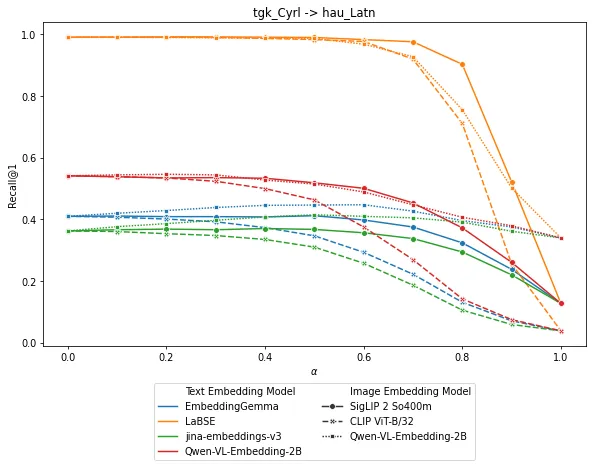 tgk_Cyrl -> hau_Latn
Recall@1
1.0
0.8
0.6
0.4
0.2
0.0
0.0 0.2 0.4 0.6 0.8 1.0
α
Text Embedding Model Image Embedding Model
EmbeddingGemma SigLIP 2 So400m
LaBSE CLIP ViT-B/32
jina-embeddings-v3 Qwen-VL-Embedding-2B
Qwen-VL-Embedding-2B